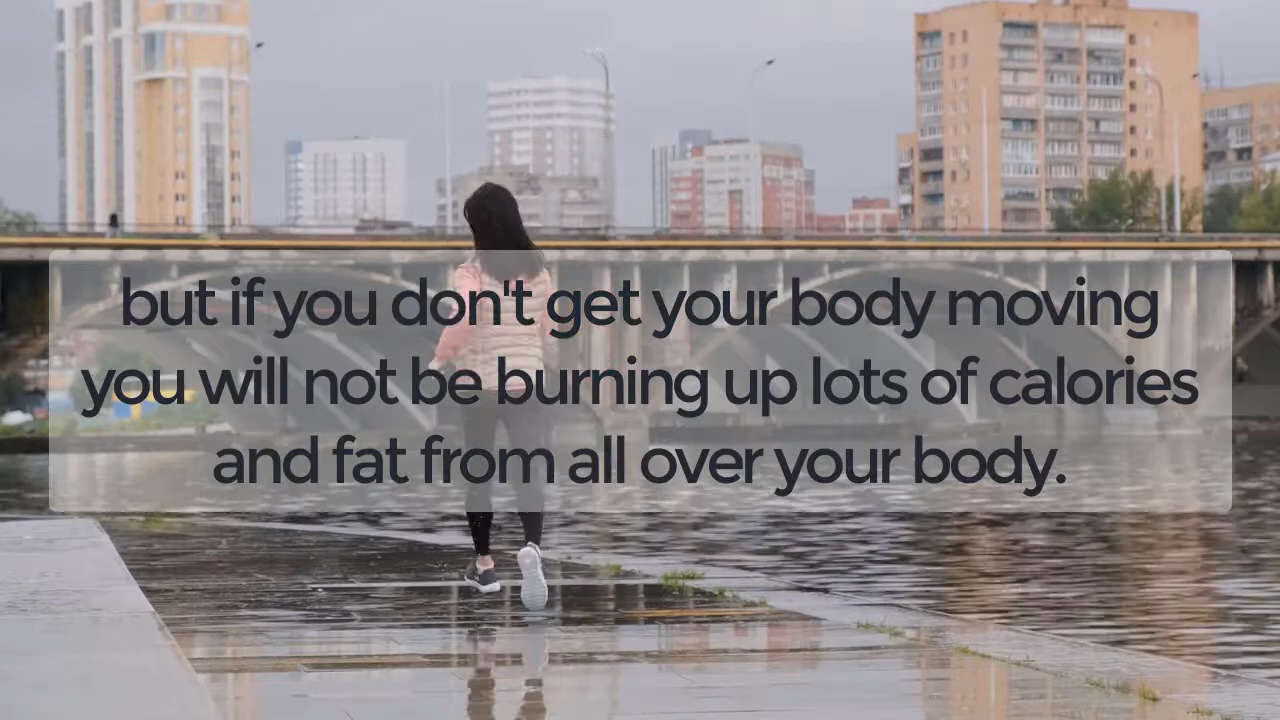 but if you don't get your body moving
you will not be burning up lots of calories
and fat from all over your body.